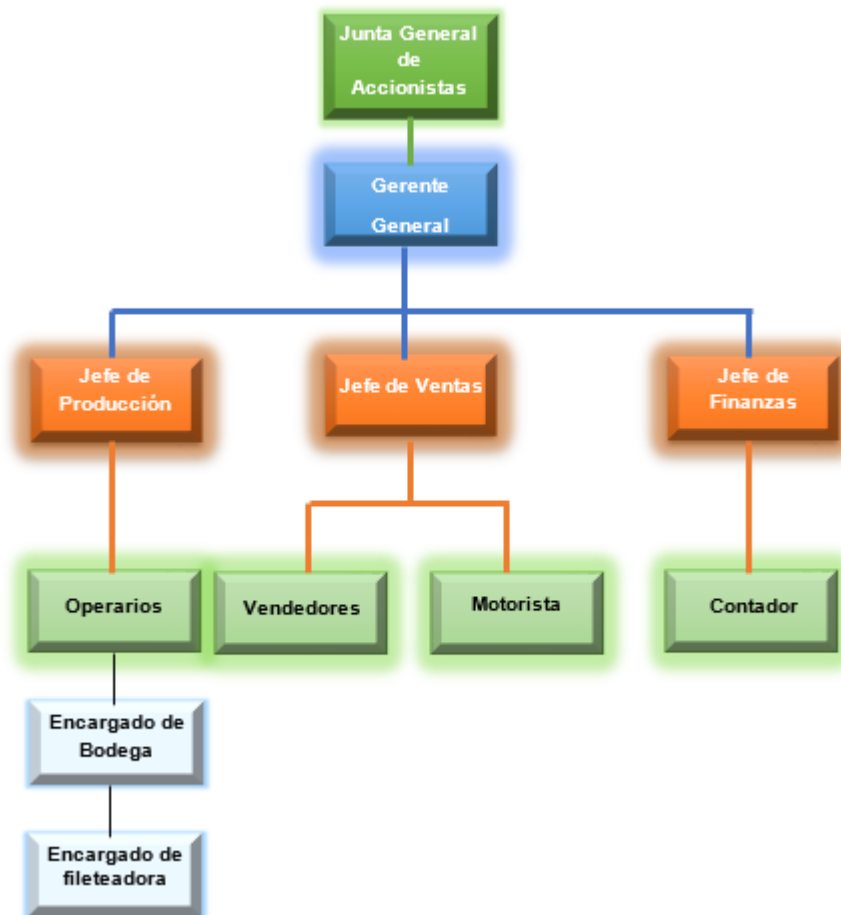 Junta General
de
Accionistas
Gerente
General
Jefe de
Producción
Jefe de Ventas
Jefe de
Finanzas
Operarios
Vendedores
Motorista
Contador
Encargado de
Bodega
Encargado de
fileteadora